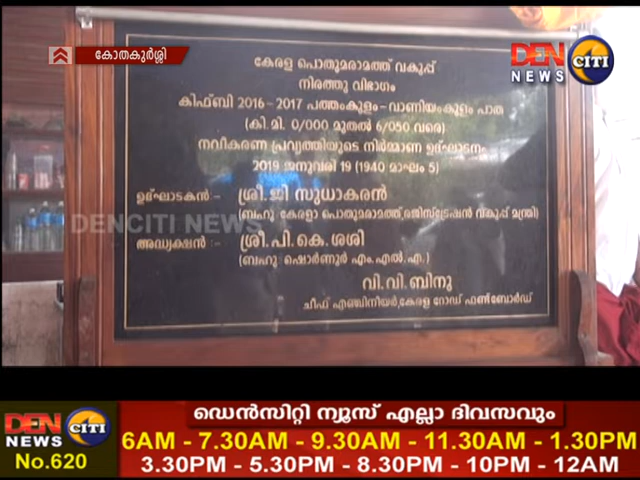 കോതകുർശ്ശി
DEN CITI
NEWS
കേരള പൊതുമരാമത്ത് വകുപ്പ്
നിരത്തു വിഭാഗം
കിഫ്ബി 2016 - 2017 പത്തംകുളം - വാണിയംകുളം പാത
(കി.മി. 0/000 മുതൽ 6/050 വരെ)
നവീകരണ പ്രവൃത്തിയുടെ നിർമ്മാണ ഉദ്ഘാടനം
2019 ജനുവരി 19 (1940 മാഘം 5)
ഉദ്ഘാടകൻ :- ശ്രീ.ജി സുധാകരൻ
(ബഹു: കേരളാ പൊതുമരാമത്ത്,രജിസ്ട്രേഷൻ വകുപ്പ് മന്ത്രി)
DENCITI NEWS
അദ്ധ്യക്ഷൻ :- ശ്രീ.പി.കെ.ശശി
(ബഹു: ഷൊർണൂർ എം.എൽ.എ.)
വി.വി.ബിനു
ചീഫ് എഞ്ചിനീയർ,കേരള റോഡ് ഫണ്ട്ബോർഡ്
DEN CITI
NEWS
No.620
ഡെൻസിറ്റി ന്യൂസ് എല്ലാ ദിവസവും
6AM - 7.30AM - 9.30AM - 11.30AM - 1.30PM
3.30PM - 5.30PM - 8.30PM - 10PM - 12AM